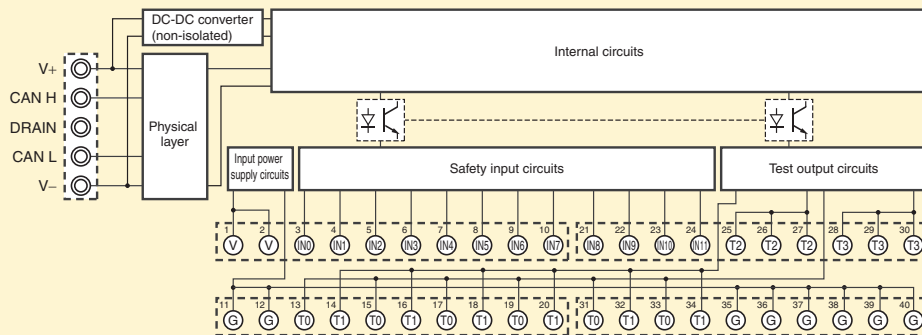 DC-DC converter
(non-isolated)
Internal circuits
V+
CAN H
DRAIN
CAN L
V–
Physical
layer
Input power
supply circuits
Safety input circuits
Test output circuits
1 2 3 4 5 6 7 8 9 10 21 22 23 24 25 26 27 28 29 30
V V IN0 IN1 IN2 IN3 IN4 IN5 IN6 IN7 IN8 IN9 IN10 IN11 T2 T2 T2 T3 T3 T3
11 12 13 14 15 16 17 18 19 20 31 32 33 34 35 36 37 38 39 40
G G T0 T1 T0 T1 T0 T1 T0 T1 T0 T1 T0 T1 G G G G G G